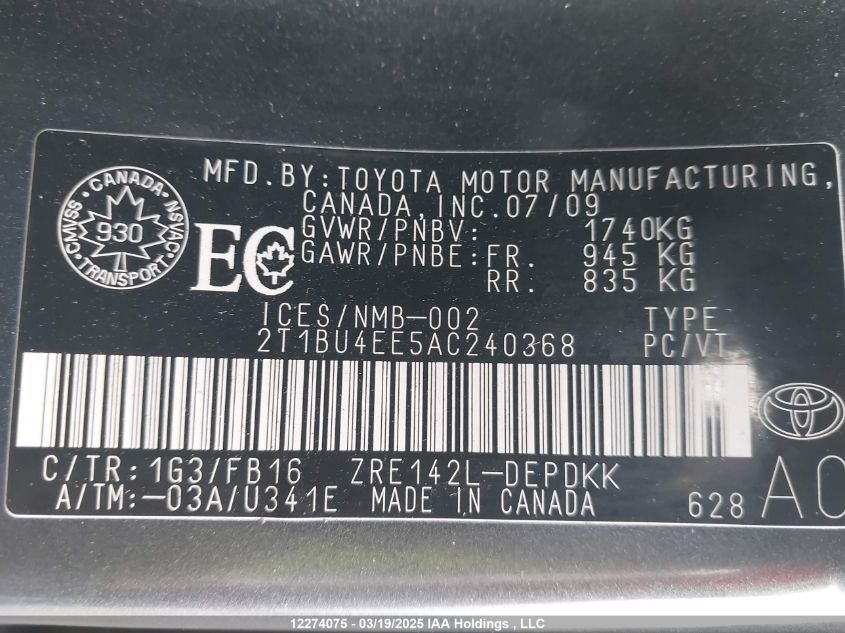 MFD.BY:TOYOTA MOTOR MANUFACTURING,
CANADA,INC.07/09
GVWR/PNBV: 1740KG
GAWR/PNBE:FR. 945 KG
RR. 835 KG
CANADA
CMVSS NSVAC
930
TRANSPORT
EC
ICES/NMB-002 TYPE
2T1BU4EE5AC240368 PC/VT
C/TR:1G3/FB16 ZRE142L-DEPDKK
A/TM:-03A/U341E MADE IN CANADA 628
12274075 - 03/19/2025 IAA Holdings , LLC